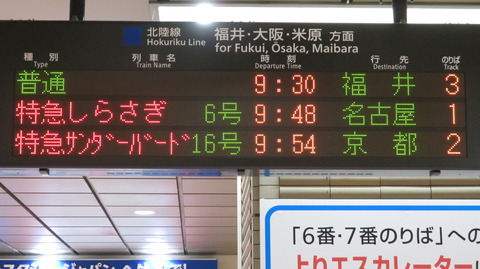 北陸線 福井・大阪・米原 方面
Hokuriku Line for Fukui, Ōsaka, Maibara
種別 列車名 時刻 行先 のりば
Train Name Departure Time Destination Track
普通 9:30 福井 3
特急しらさぎ 6号 9:48 名古屋 1
特急サンダーバード 16号 9:54 京都 2
「6番・7番のりば」への
上りエスカレーター